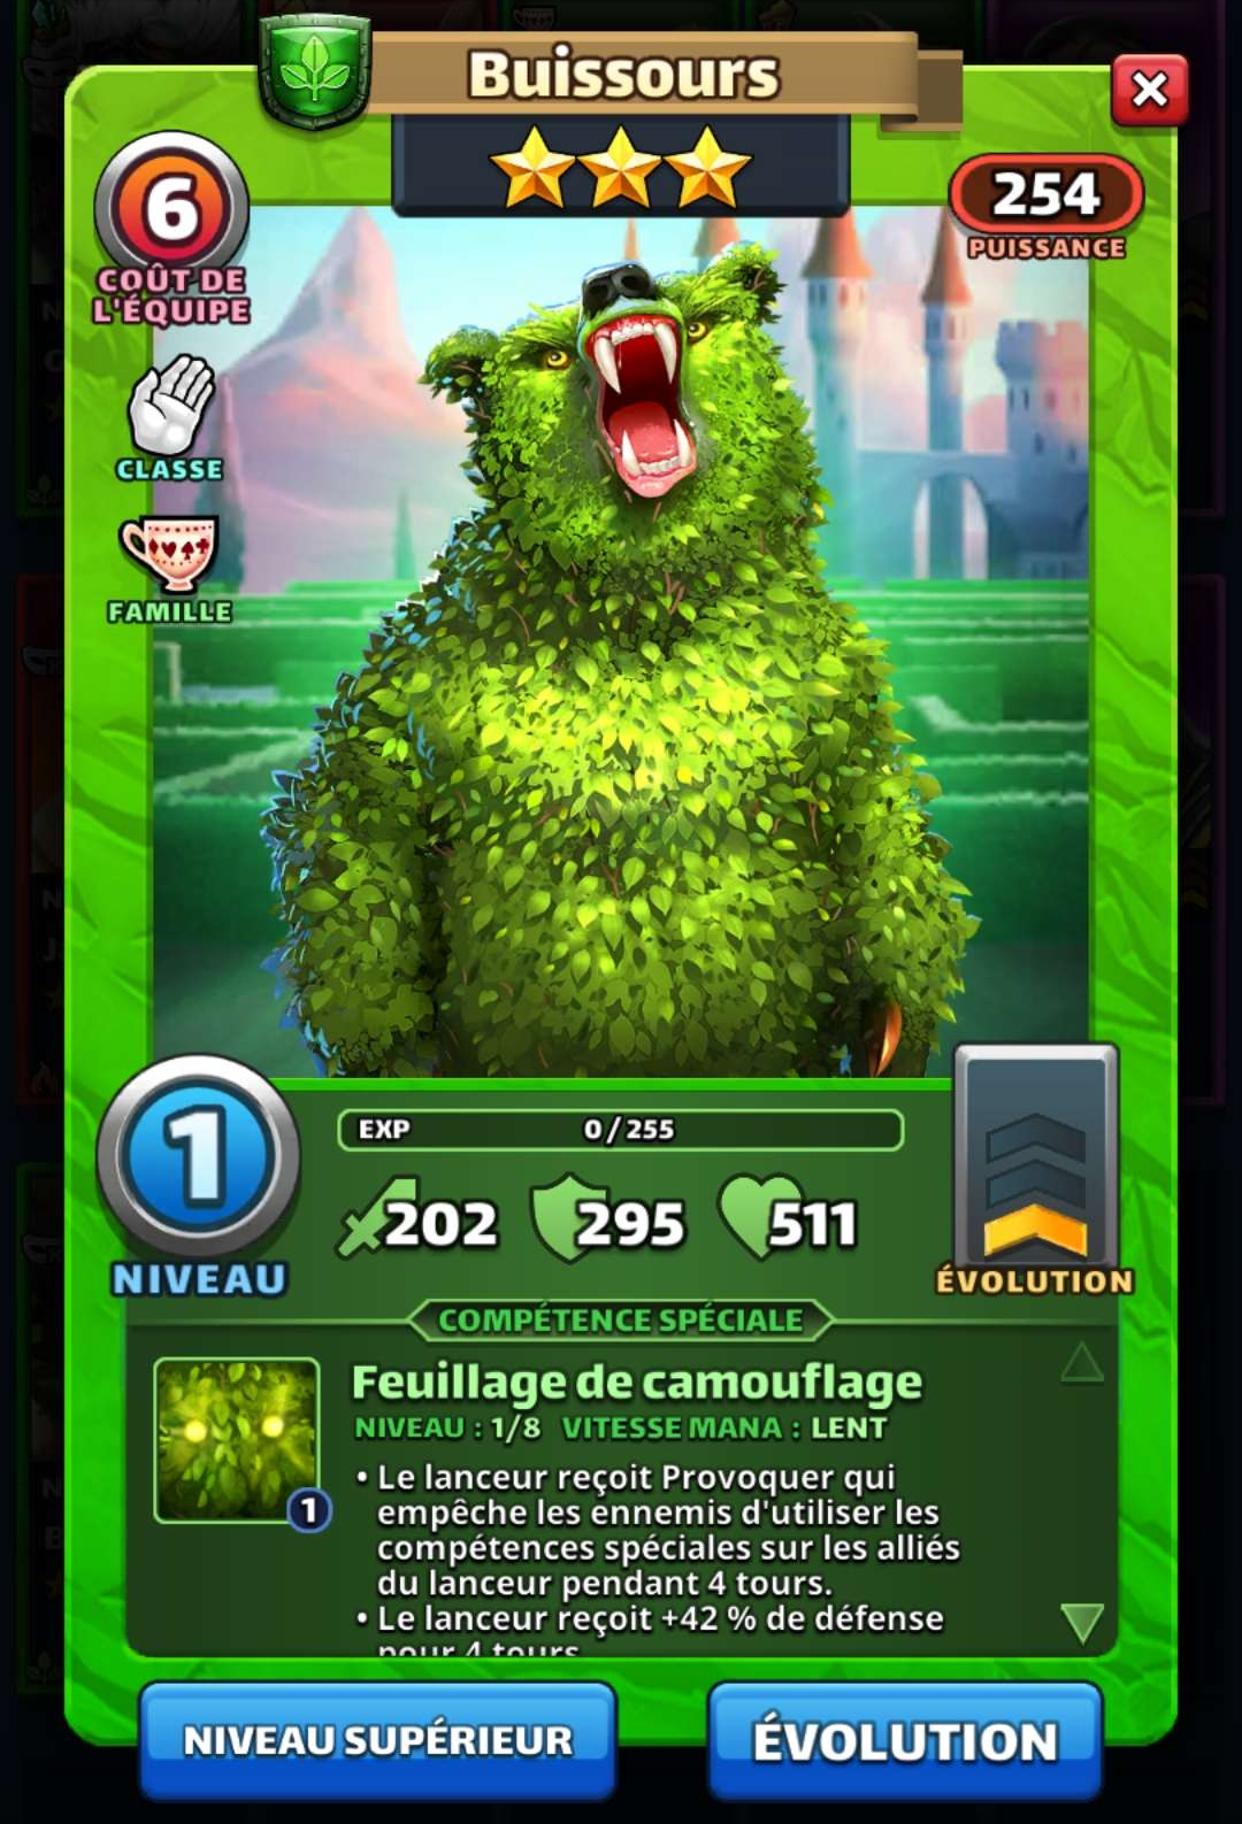 Buissours
6
COÛT DE
L'ÉQUIPE
254
PUISSANCE
CLASSE
FAMILLE
1
NIVEAU
EXP 0/255
202 295 511
ÉVOLUTION
COMPÉTENCE SPÉCIALE
Feuillage de camouflage
NIVEAU : 1/8 VITESSE MANA : LENT
1
• Le lanceur reçoit Provoquer qui
empêche les ennemis d'utiliser les
compétences spéciales sur les alliés
du lanceur pendant 4 tours.
• Le lanceur reçoit +42 % de défense
pour 4 tours
NIVEAU SUPÉRIEUR
ÉVOLUTION